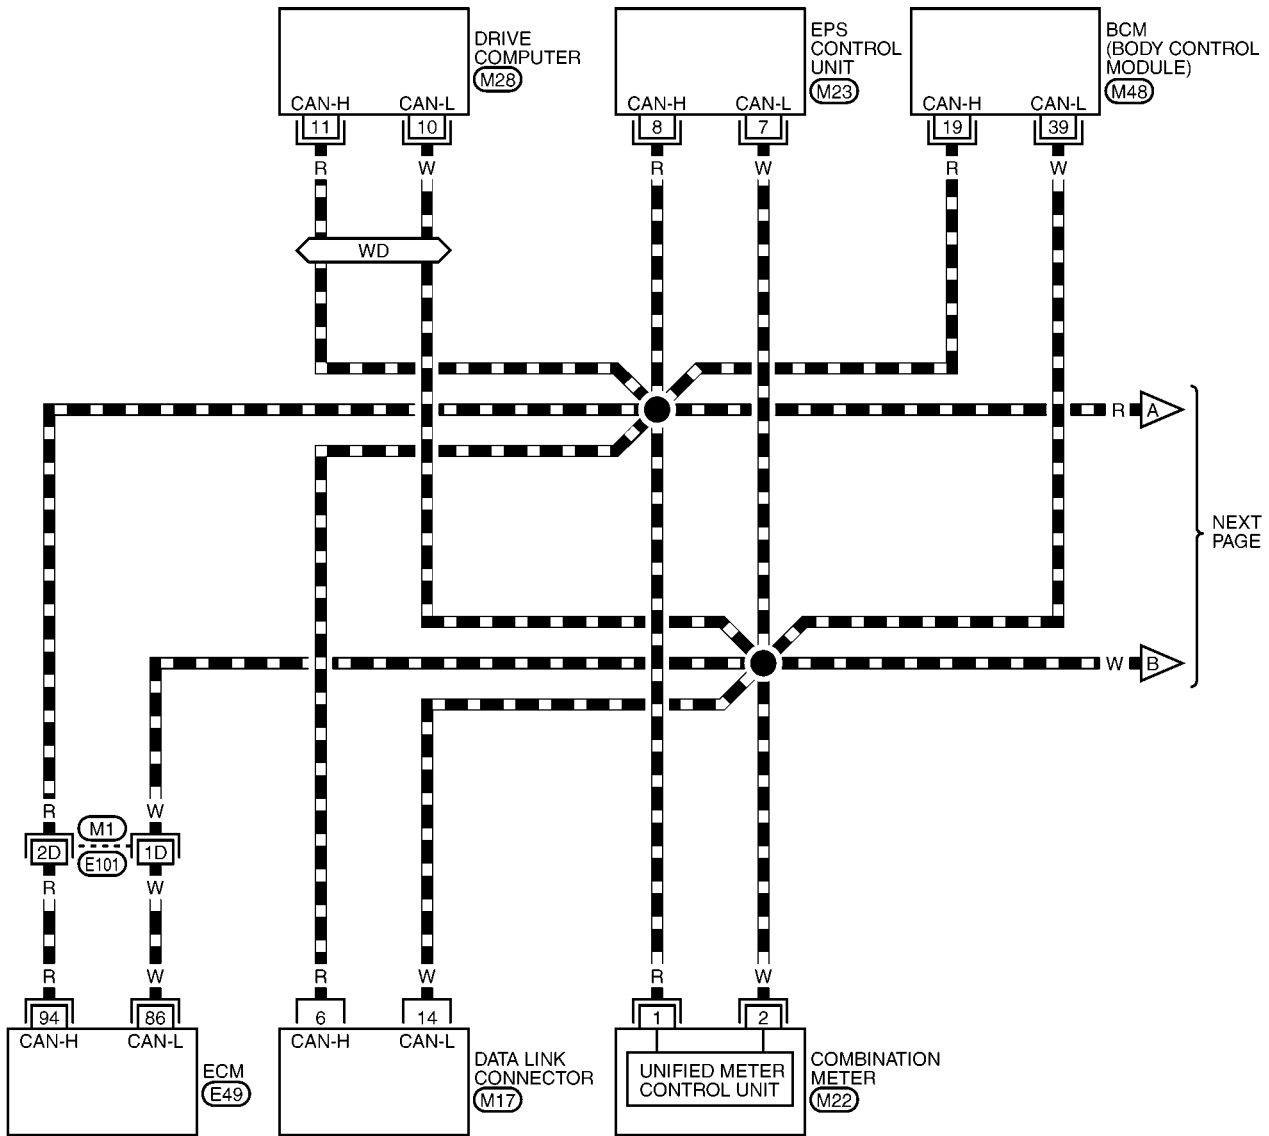 DRIVE
COMPUTER
M28
EPS
CONTROL
UNIT
M23
BCM
(BODY CONTROL
MODULE)
M48
CAN-H CAN-L
CAN-H CAN-L
CAN-H CAN-L
11 10 8 7 19 39
R W R W R W
WD
R A
NEXT
PAGE
W B
R W
M1
2D 1D
E101
R W
R W R W R W
94 86 6 14 1 2
CAN-H CAN-L
CAN-H CAN-L
ECM
E49
DATA LINK
CONNECTOR
M17
UNIFIED METER
CONTROL UNIT
COMBINATION
METER
M22